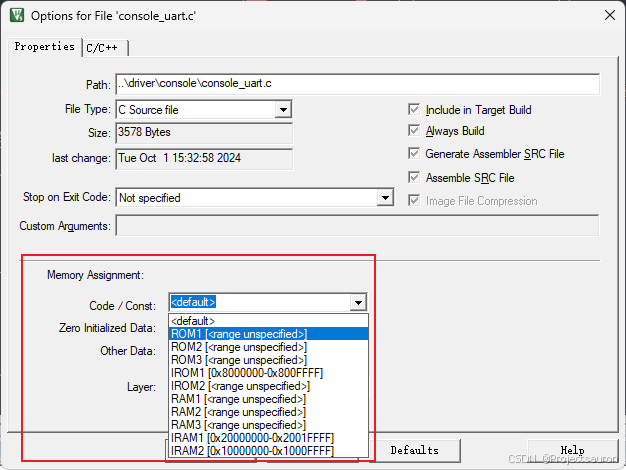 Options for File 'console_uart.c'
Properties
C/C++
Path:
..\driver\console\console_uart.c
File Type:
C Source file
Include in Target Build
Size:
3578 Bytes
Always Build
last change:
Tue Oct 1 15:32:58 2024
Generate Assembler SRC File
Assemble SRC File
Stop on Exit Code:
Not specified
Image File Compression
Custom Arguments:
Memory Assignment:
Code / Const:
<default>
<default>
Zero Initialized Data:
ROM1 [<range unspecified>]
ROM2 [<range unspecified>]
Other Data:
ROM3 [<range unspecified>]
IROM1 [0x8000000-0x800FFFF]
Layer:
IROM2 [<range unspecified>]
RAM1 [<range unspecified>]
RAM2 [<range unspecified>]
RAM3 [<range unspecified>]
IRAM1 [0x20000000-0x2001FFFF]
IRAM2 [0x10000000-0x1000FFFF]
Defaults
Help
CSDN @Projectsauron